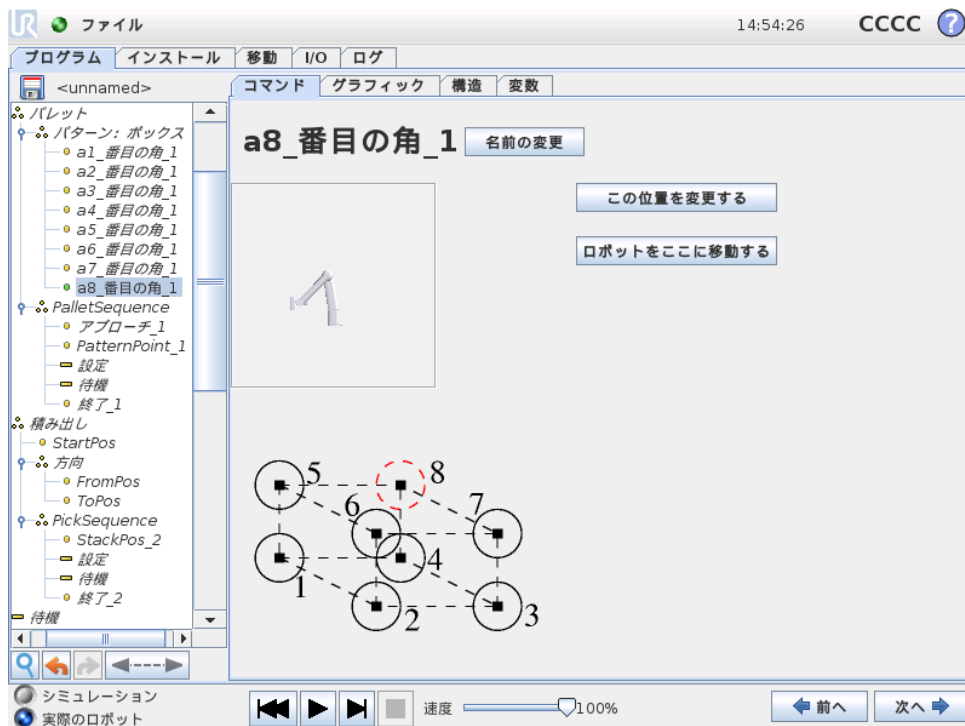 UR ファイル 14:54:26 CCCC ?
プログラム インストール 移動 I/O ログ
<unnamed>
コマンド グラフィック 構造 変数
パレット
パターン: ボックス
a1_番目の角_1
a2_番目の角_1
a3_番目の角_1
a4_番目の角_1
a5_番目の角_1
a6_番目の角_1
a7_番目の角_1
a8_番目の角_1
PalletSequence
アプローチ_1
PatternPoint_1
設定
待機
終了_1
積み出し
StartPos
方向
FromPos
ToPos
PickSequence
StackPos_2
設定
待機
終了_2
待機
a8_番目の角_1 名前の変更
この位置を変更する
ロボットをここに移動する
5 8
6 7
1 4
2 3
シミュレーション
実際のロボット
速度 100%
前へ 次へ